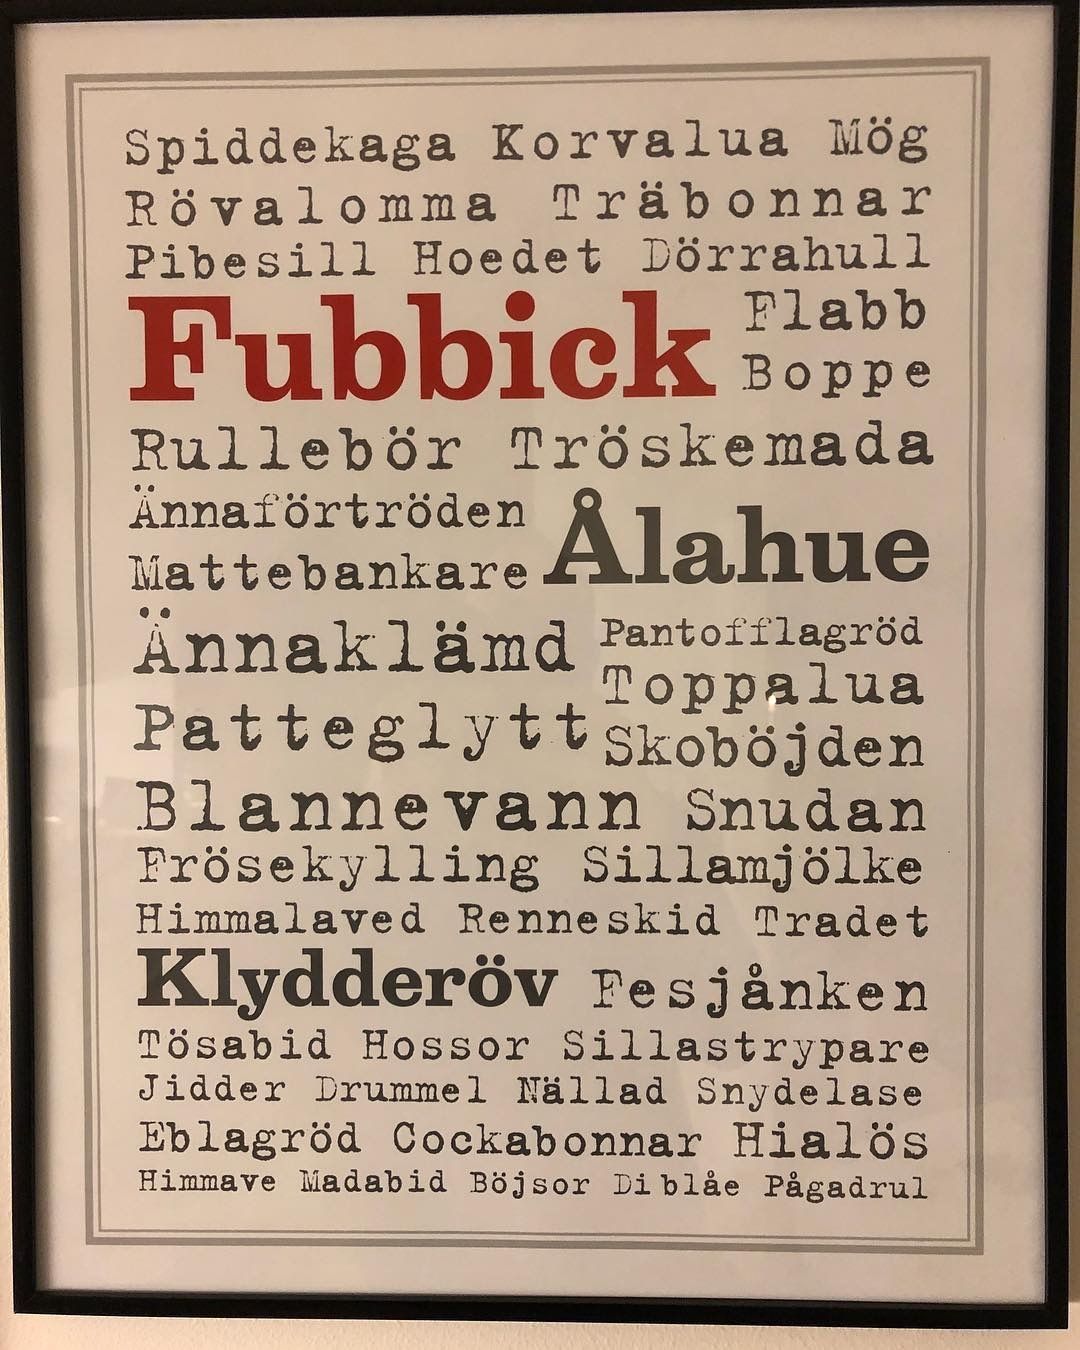 Spiddekaga Korvalua Mög
Rövalomma Träbonnar
Pibesill Hoedet Dörrahull
Fubbick
Flabb
Boppe
Rullebör Tröskemada
Ännaförtröden
Mattebankare
Ålahue
Ännaklämd
Pantofflagröd
Toppalua
Patteglytt
Skoböjden
Blannevann Snudan
Frösekylling Sillamjölke
Himmalaved Renneskid Tradet
Klydderöv Fesjånken
Tösabid Hossor Sillastrypare
Jidder Drummel Nällad Snydelase
Eblagröd Cockabonnar Hialös
Himmave Madabid Böjsor Diblåe Pågadrul